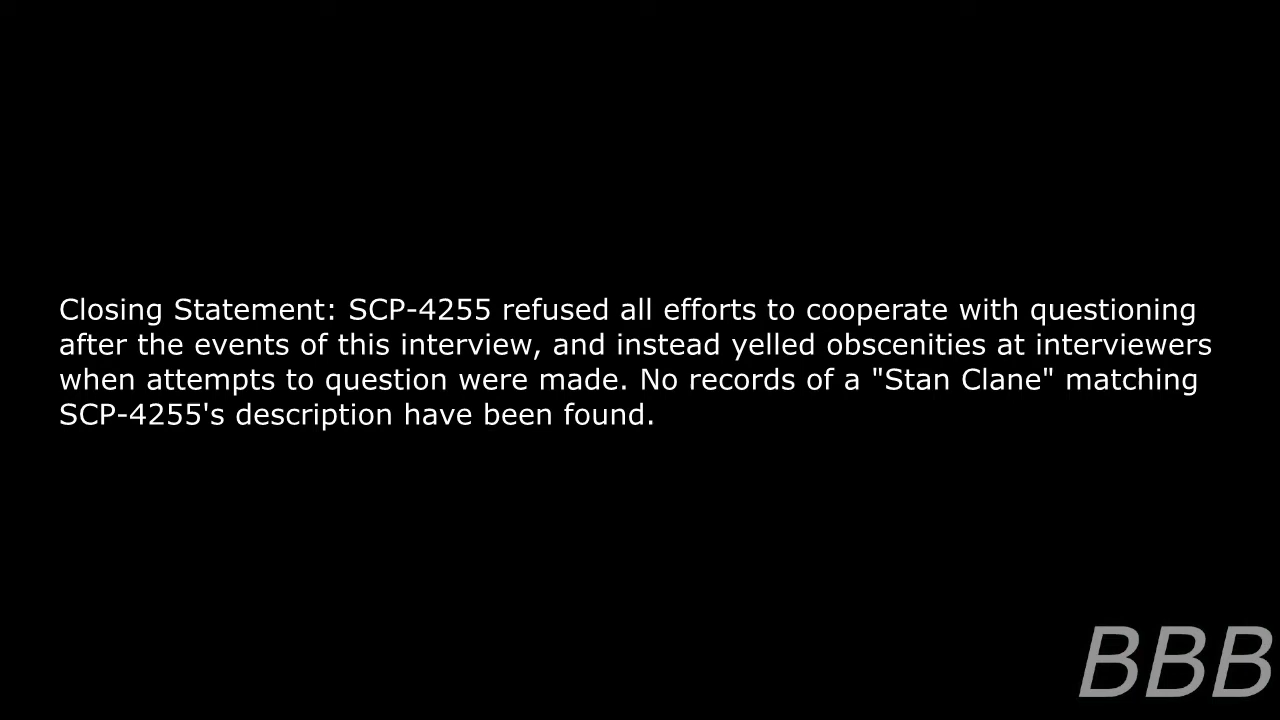 Closing Statement: SCP-4255 refused all efforts to cooperate with questioning
after the events of this interview, and instead yelled obscenities at interviewers
when attempts to question were made. No records of a "Stan Clane" matching
SCP-4255's description have been found.
BBB